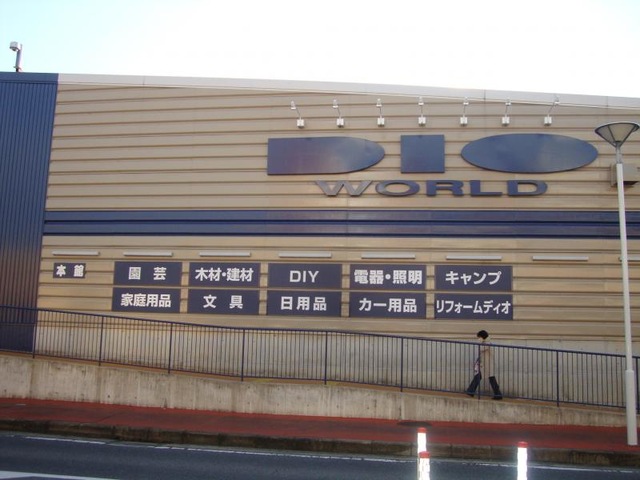 DIO
WORLD
本館 園芸 木材・建材 DIY 電器・照明 キャンプ
家庭用品 文具 日用品 カー用品 リフォームディオ